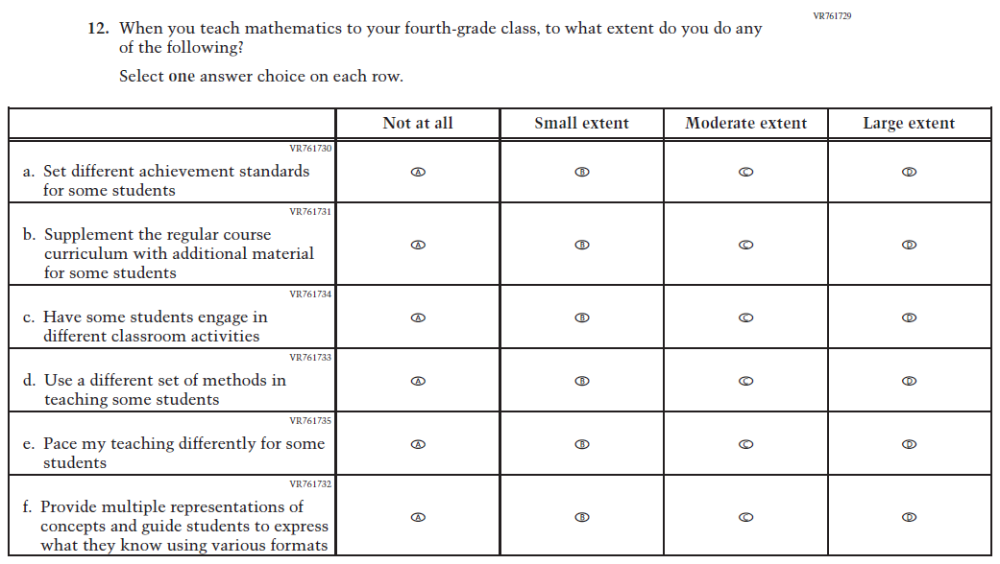 VR761729
12. When you teach mathematics to your fourth-grade class, to what extent do you do any
of the following?
Select one answer choice on each row.
Not at all Small extent Moderate extent Large extent
VR761730
a. Set different achievement standards
for some students
A B C D
VR761731
b. Supplement the regular course
curriculum with additional material
for some students
A B C D
VR761734
c. Have some students engage in
different classroom activities
A B C D
VR761733
d. Use a different set of methods in
teaching some students
A B C D
VR761735
e. Pace my teaching differently for some
students
A B C D
VR761732
f. Provide multiple representations of
concepts and guide students to express
what they know using various formats
A B C D